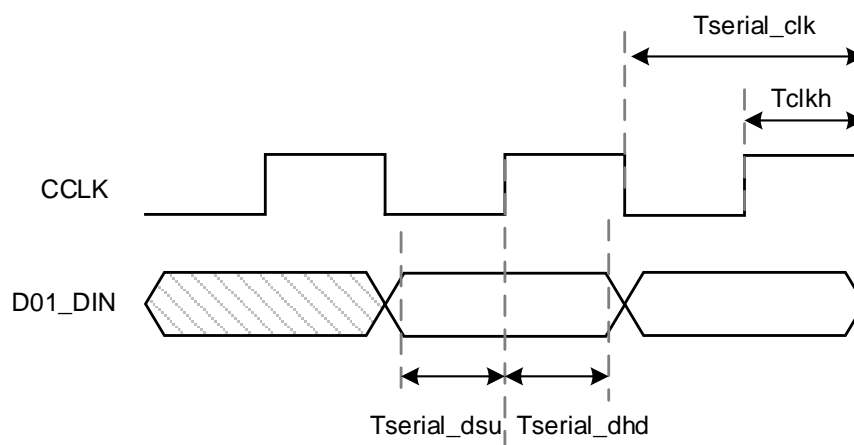 Tserial_clk
Tclkh
CCLK
D01_DIN
Tserial_dsu Tserial_dhd